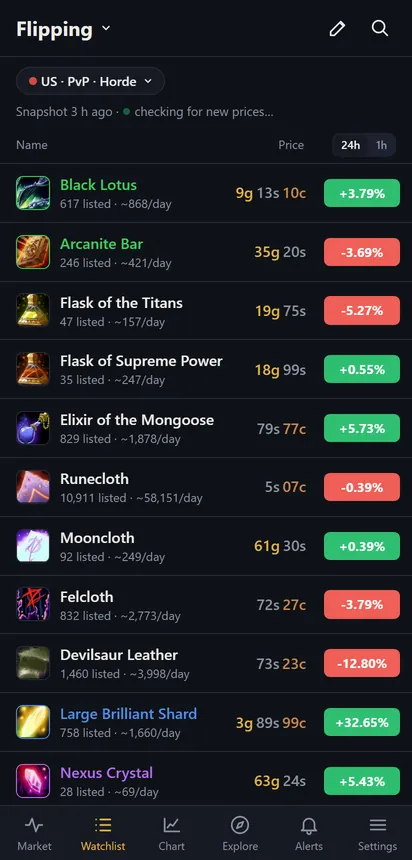 Flipping
US · PvP · Horde
Snapshot 3 h ago · checking for new prices...
Name Price 24h 1h
Black Lotus 9g 13s 10c +3.79%
617 listed · ~868/day
Arcanite Bar 35g 20s -3.69%
246 listed · ~421/day
Flask of the Titans 19g 75s -5.27%
47 listed · ~157/day
Flask of Supreme Power 18g 99s +0.55%
35 listed · ~247/day
Elixir of the Mongoose 79s 77c +5.73%
829 listed · ~1,878/day
Runecloth 5s 07c -0.39%
10,911 listed · ~58,151/day
Mooncloth 61g 30s +0.39%
92 listed · ~249/day
Felcloth 72s 27c -3.79%
832 listed · ~2,773/day
Devilsaur Leather 73s 23c -12.80%
1,460 listed · ~3,998/day
Large Brilliant Shard 3g 89s 99c +32.65%
758 listed · ~1,660/day
Nexus Crystal 63g 24s +5.43%
28 listed · ~69/day
Market Watchlist Chart Explore Alerts Settings